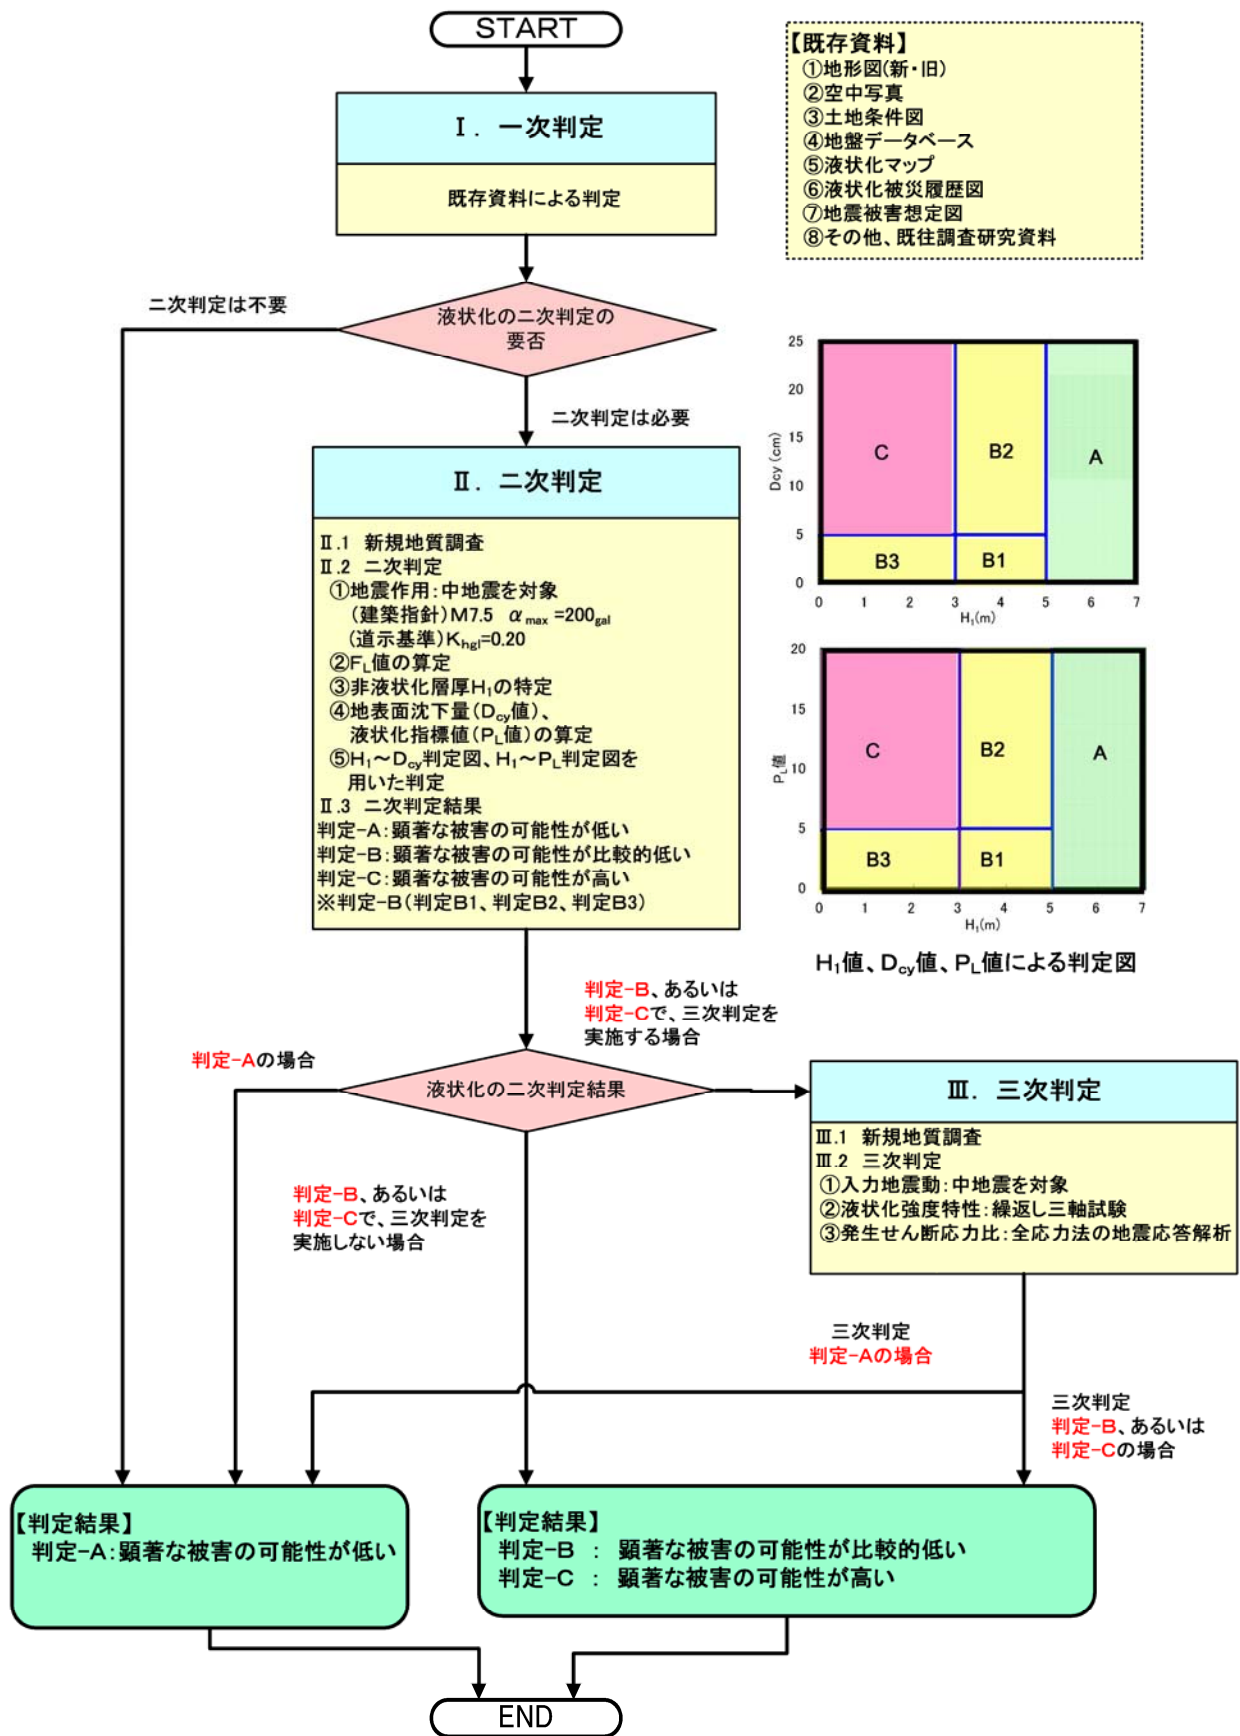 START
【既存資料】
①地形図(新・旧)
②空中写真
③土地条件図
④地盤データベース
⑤液状化マップ
⑥液状化被災履歴図
⑦地震被害想定図
⑧その他、既往調査研究資料
Ⅰ. 一次判定
既存資料による判定
二次判定は不要
液状化の二次判定の
要否
二次判定は必要
Ⅱ. 二次判定
Ⅱ.1 新規地質調査
Ⅱ.2 二次判定
①地震作用:中地震を対象
(建築指針)M7.5 αmax=200gal
(道示基準)Khgl=0.20
②FL値の算定
③非液状化層厚H1の特定
④地表面沈下量(Dcy値)、
液状化指標値(PL値)の算定
⑤H1～Dcy判定図、H1～PL判定図を
用いた判定
Ⅱ.3 二次判定結果
判定-A:顕著な被害の可能性が低い
判定-B:顕著な被害の可能性が比較的低い
判定-C:顕著な被害の可能性が高い
※判定-B(判定B1、判定B2、判定B3)
25
20
15
10
5
0
Dcy(cm)
C
B2
A
B3
B1
0 1 2 3 4 5 6 7
H1(m)
20
15
10
5
0
PL値
C
B2
A
B3
B1
0 1 2 3 4 5 6 7
H1(m)
H1値、Dcy値、PL値による判定図
判定-B、あるいは
判定-Cで、三次判定を
実施する場合
判定-Aの場合
液状化の二次判定結果
Ⅲ. 三次判定
Ⅲ.1 新規地質調査
Ⅲ.2 三次判定
①入力地震動:中地震を対象
②液状化強度特性:繰返し三軸試験
③発生せん断応力比:全応力法の地震応答解析
判定-B、あるいは
判定-Cで、三次判定を
実施しない場合
三次判定
判定-Aの場合
三次判定
判定-B、あるいは
判定-Cの場合
【判定結果】
判定-A:顕著な被害の可能性が低い
【判定結果】
判定-B : 顕著な被害の可能性が比較的低い
判定-C : 顕著な被害の可能性が高い
END